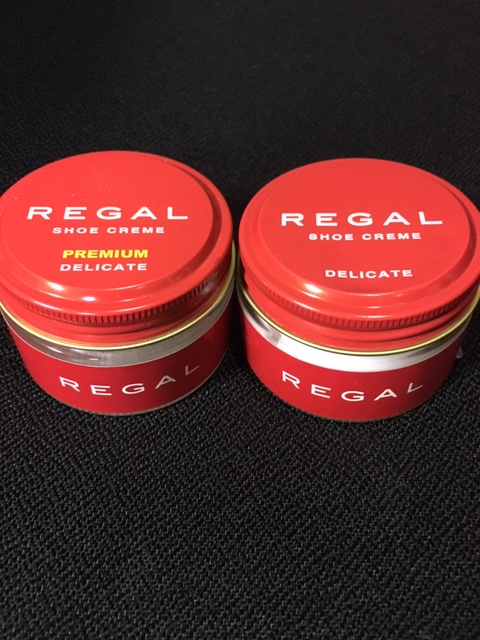 REGAL
SHOE CREME
PREMIUM
DELICATE
REGAL
REGAL
SHOE CREME
DELICATE
REGAL